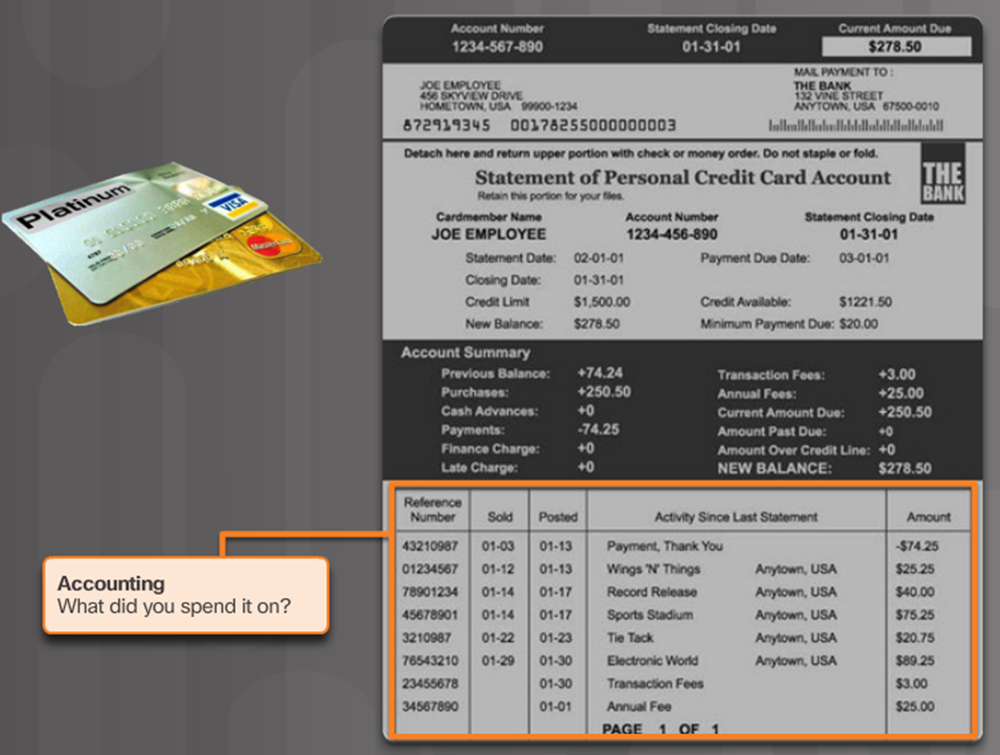 Account Number Statement Closing Date Current Amount Due
1234-567-890 01-31-01 $278.50
MAIL PAYMENT TO :
JOE EMPLOYEE THE BANK
456 SKYVIEW DRIVE 132 VINE STREET
HOMETOWN, USA 99900-1234 ANYTOWN, USA 67500-0010
872919345 00178255000000003
Detach here and return upper portion with check or money order. Do not staple or fold.
Statement of Personal Credit Card Account
Retain this portion for your files.
THE
BANK
Cardmember Name Account Number Statement Closing Date
JOE EMPLOYEE 1234-456-890 01-31-01
Statement Date: 02-01-01 Payment Due Date: 03-01-01
Closing Date: 01-31-01
Credit Limit $1,500.00 Credit Available: $1221.50
New Balance: $278.50 Minimum Payment Due: $20.00
Platinum
VISA
MasterCard
Account Summary
Previous Balance: +74.24 Transaction Fees: +3.00
Purchases: +250.50 Annual Fees: +25.00
Cash Advances: +0 Current Amount Due: +250.50
Payments: -74.25 Amount Past Due: +0
Finance Charge: +0 Amount Over Credit Line: +0
Late Charge: +0 NEW BALANCE: $278.50
Reference
Number Sold Posted Activity Since Last Statement Amount
43210987 01-03 01-13 Payment, Thank You -$74.25
01234567 01-12 01-13 Wings 'N' Things Anytown, USA $25.25
78901234 01-14 01-17 Record Release Anytown, USA $40.00
45678901 01-14 01-17 Sports Stadium Anytown, USA $75.25
3210987 01-22 01-23 Tie Tack Anytown, USA $20.75
76543210 01-29 01-30 Electronic World Anytown, USA $89.25
23455678 01-30 Transaction Fees $3.00
34567890 01-01 Annual Fee $25.00
PAGE 1 OF 1
Accounting
What did you spend it on?